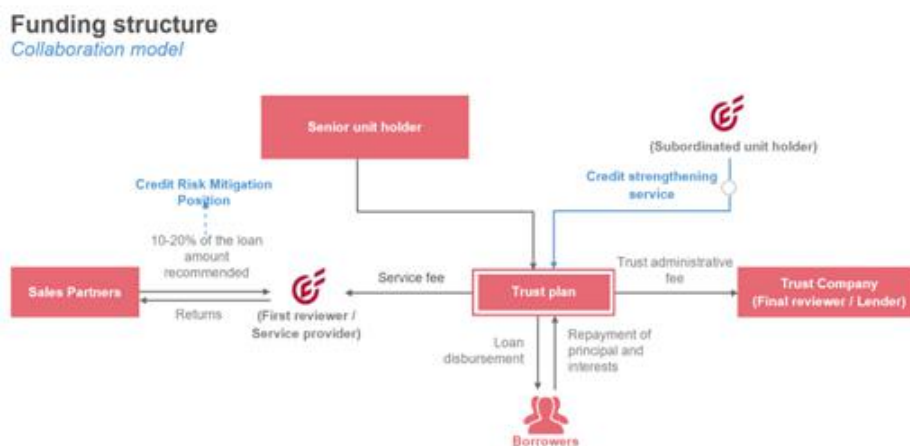 Funding structure
Collaboration model
Senior unit holder
(Subordinated unit holder)
Credit strengthening
service
Credit Risk Mitigation
Position
10-20% of the loan
amount
recommended
Sales Partners
Returns
(First reviewer /
Service provider)
Service fee
Trust plan
Trust administrative
fee
Trust Company
(Final reviewer / Lender)
Loan
disbursement
Repayment of
principal and
interests
Borrowers